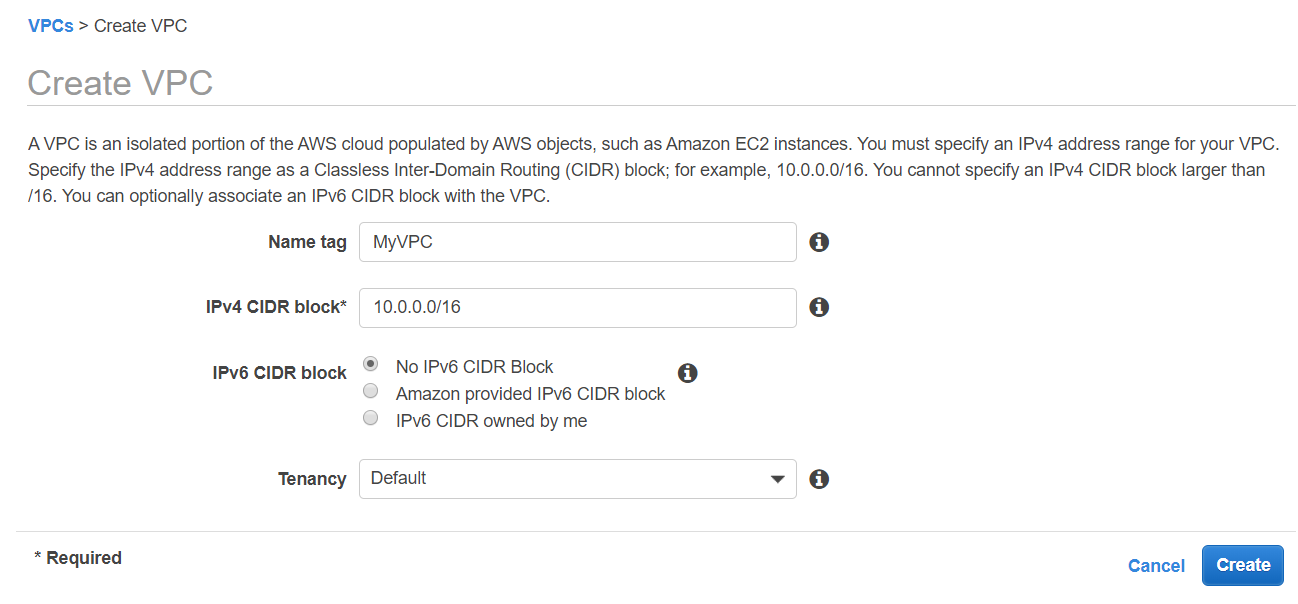 VPCs > Create VPC
Create VPC
A VPC is an isolated portion of the AWS cloud populated by AWS objects, such as Amazon EC2 instances. You must specify an IPv4 address range for your VPC.
Specify the IPv4 address range as a Classless Inter-Domain Routing (CIDR) block; for example, 10.0.0.0/16. You cannot specify an IPv4 CIDR block larger than
/16. You can optionally associate an IPv6 CIDR block with the VPC.
Name tag MyVPC
IPv4 CIDR block* 10.0.0.0/16
IPv6 CIDR block No IPv6 CIDR Block
Amazon provided IPv6 CIDR block
IPv6 CIDR owned by me
Tenancy Default
* Required
Cancel Create